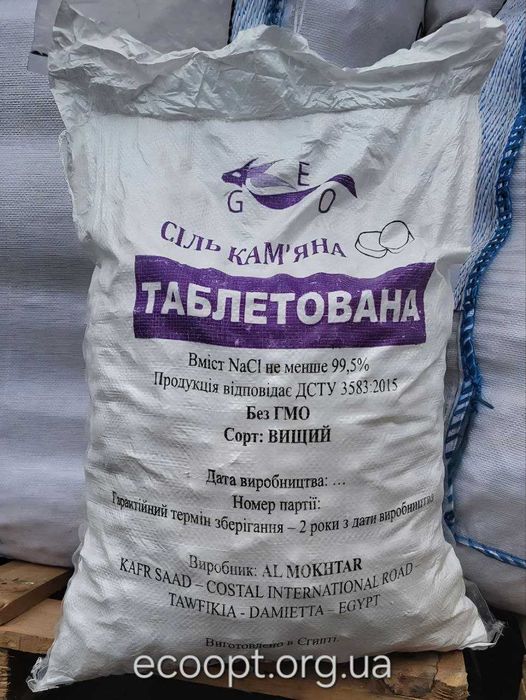 G E O
СІЛЬ КАМ'ЯНА
ТАБЛЕТОВАНА
Вміст NaCl не менше 99,5%
Продукція відповідає ДСТУ 3583:2015
Без ГМО
Сорт: ВИЩИЙ
Дата виробництва: ...
Номер партії:
Гарантійний термін зберігання – 2 роки з дати виробництва
Виробник: AL MOKHTAR
KAFR SAAD – COSTAL INTERNATIONAL ROAD -
TAWFIKIA - DAMIETTA – EGYPT
Виготовлено в Єгипті.
ecoopt.org.ua